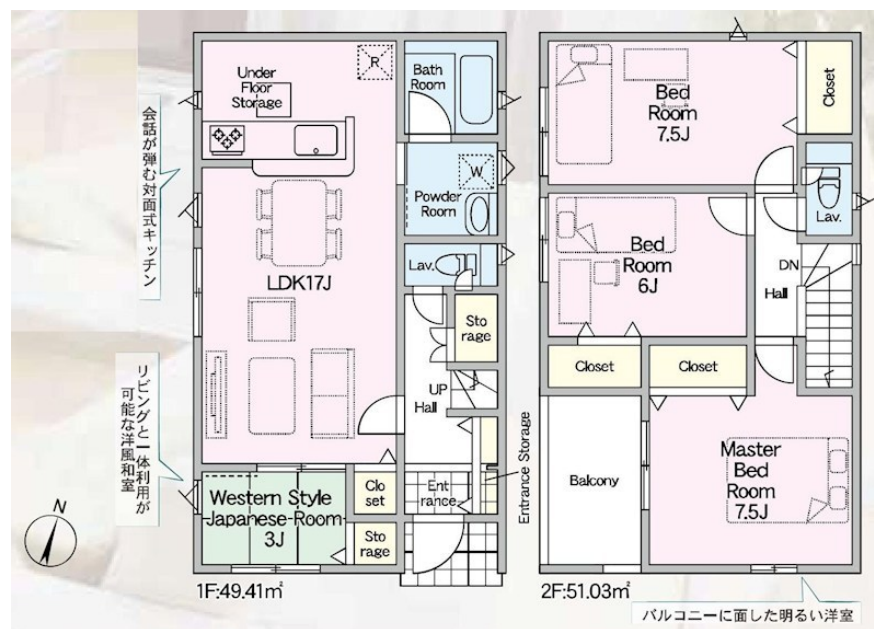 会話が弾む対面式キッチン
リビングと一体利用が
可能な洋風和室
N
Under
Floor
Storage
R
Bath
Room
W
Powder
Room
LDK17J
Lav.
Sto
rage
UP
Hall
Western Style
Japanese Room
3J
Clo
set
Sto
rage
Ent
rance
Entrance Storage
1F:49.41㎡
Bed
Room
7.5J
Closet
Lav.
Bed
Room
6J
DN
Hall
Closet
Closet
Balcony
Master
Bed
Room
7.5J
2F:51.03㎡
バルコニーに面した明るい洋室